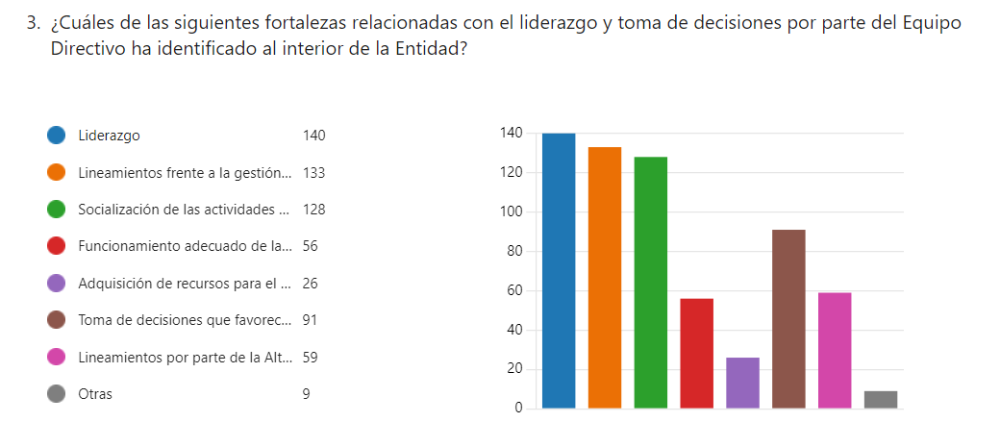 3. ¿Cuáles de las siguientes fortalezas relacionadas con el liderazgo y toma de decisiones por parte del Equipo
Directivo ha identificado al interior de la Entidad?
Liderazgo 140
Lineamientos frente a la gestión... 133
Socialización de las actividades ... 128
Funcionamiento adecuado de la... 56
Adquisición de recursos para el ... 26
Toma de decisiones que favorec... 91
Lineamientos por parte de la Alt... 59
Otras 9
140
120
100
80
60
40
20
0